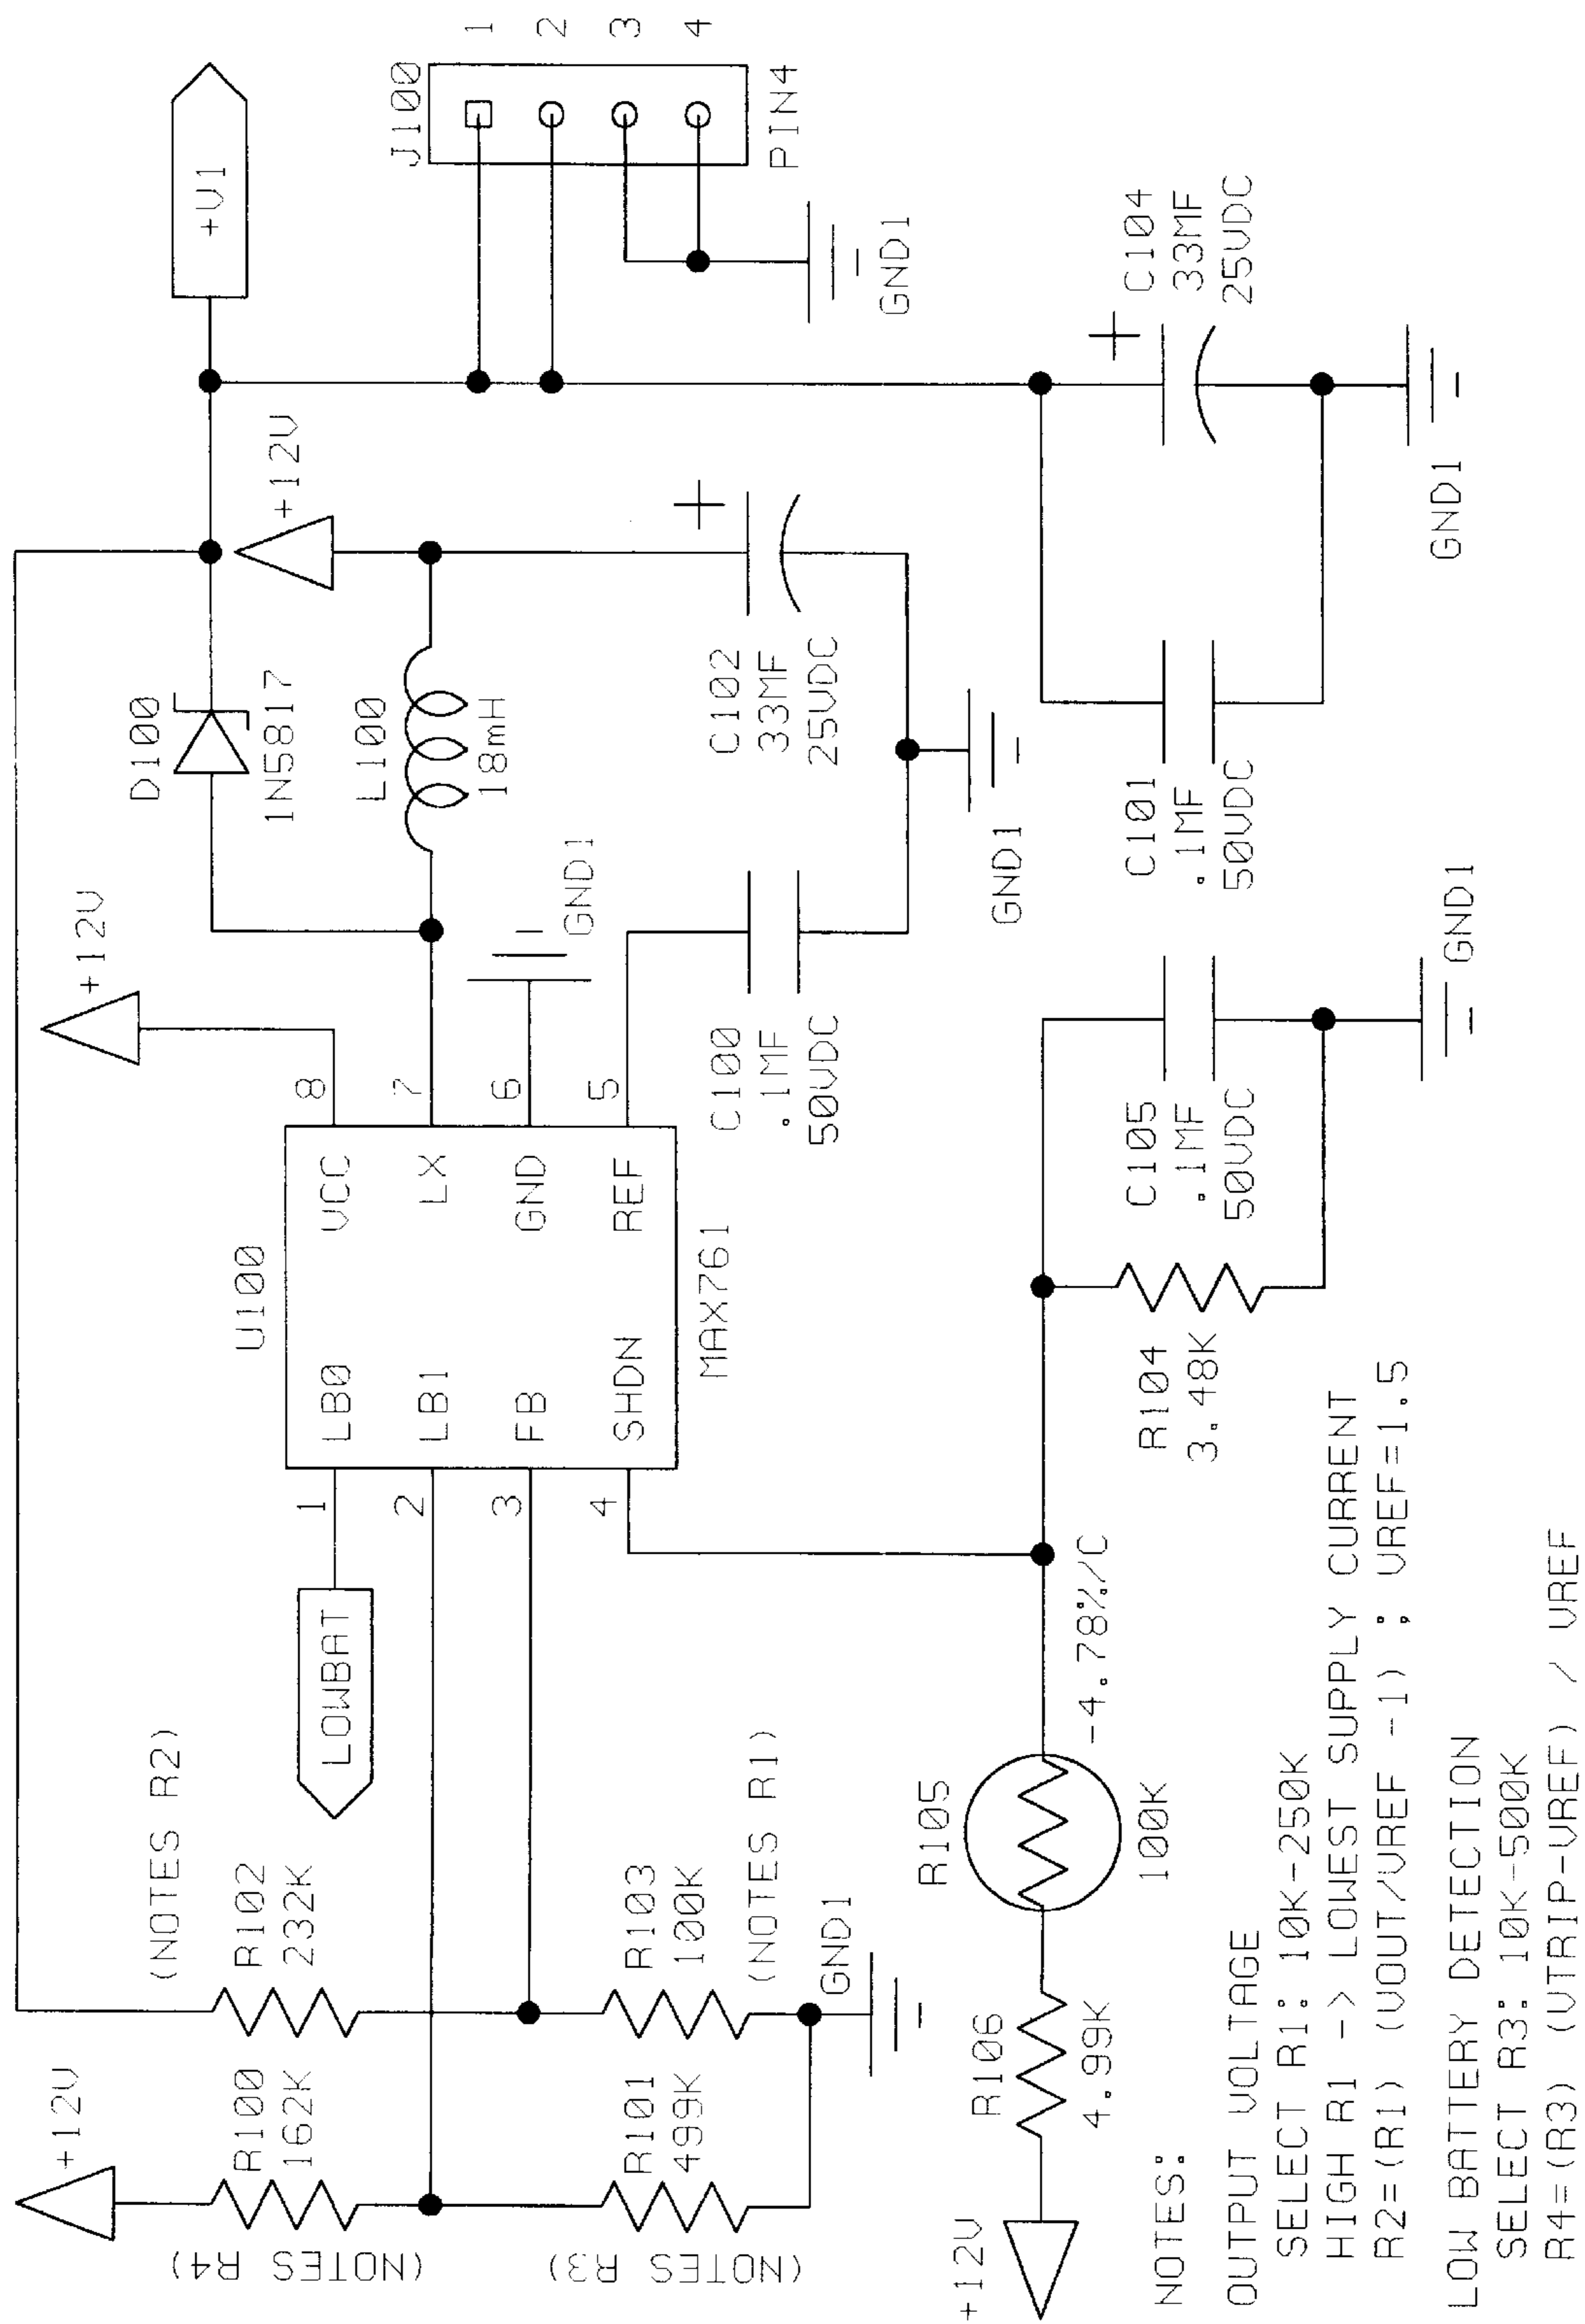 +12V
(NOTES R4)
R100
162K
(NOTES R3)
R101
499K
(NOTES R2)
R102
232K
R103
100K
(NOTES R1)
GND1
LOWBAT
1
2
3
4
U100
LB0
LB1
FB
SHDN
VCC
LX
GND
REF
MAX761
8
7
6
5
+12V
GND1
D100
1N5817
L100
18mH
+12V
+V1
J100
1
2
3
4
PIN4
GND1
C100
.1MF
50VDC
C102
33MF
25VDC
+
GND1
+12V
R106
4.99K
R105
100K
-4.78%/C
R104
3.48K
C105
.1MF
50VDC
GND1
C101
.1MF
50VDC
+
C104
33MF
25VDC
GND1
NOTES:
OUTPUT VOLTAGE
SELECT R1: 10K-250K
HIGH R1 -> LOWEST SUPPLY CURRENT
R2=(R1) (VOUT/VREF -1) ; VREF=1.5
LOW BATTERY DETECTION
SELECT R3: 10K-500K
R4=(R3) (VTRIP-VREF) / VREF